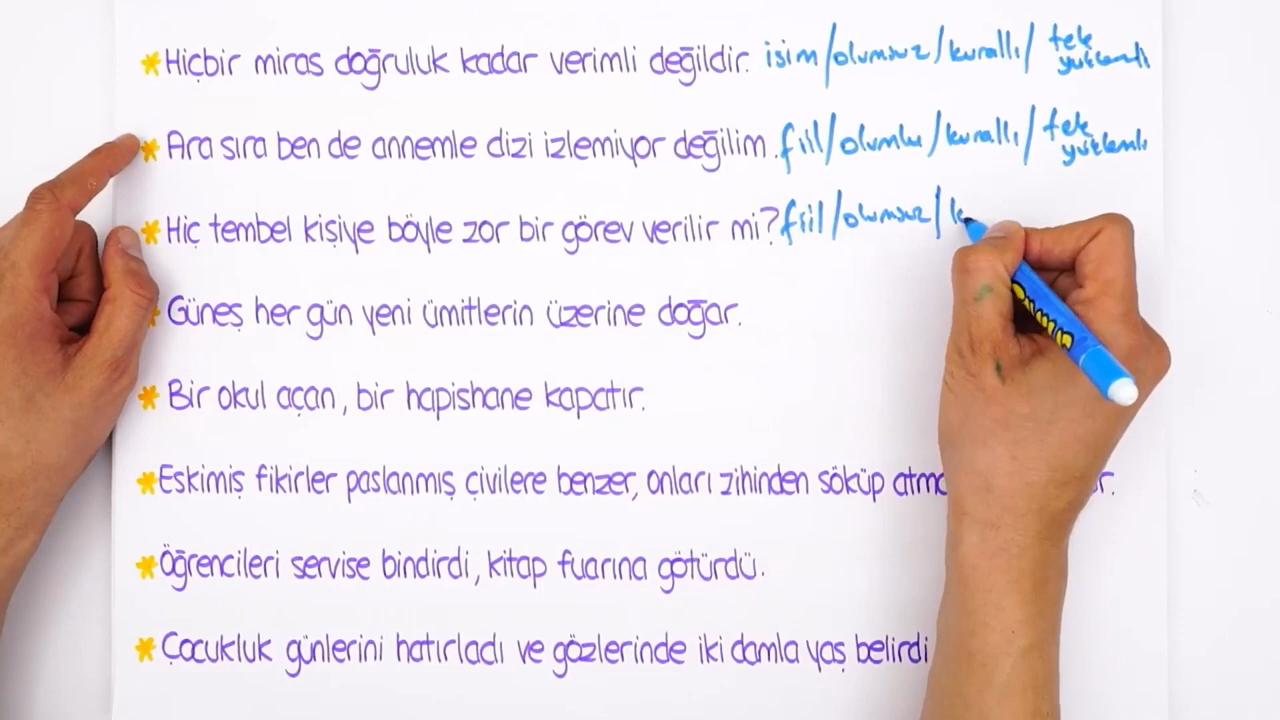 Hiçbir miras doğruluk kadar verimli değildir. isim/olumsuz/kurallı/tek yüklemli
Ara sıra ben de annemle dizi izlemiyor değilim. fiil/olumlu/kurallı/tek yüklemli
Hiç tembel kişiye böyle zor bir görev verilir mi? fiil/olumsuz/k
Güneş her gün yeni ümitlerin üzerine doğar.
Bir okul açan, bir hapishane kapatır.
Eskimiş fikirler paslanmış çivilere benzer, onları zihinden söküp
Öğrencileri servise bindirdi, kitap fuarına götürdü.
Çocukluk günlerini hatırladı ve gözlerinde iki damla yaş belirdi